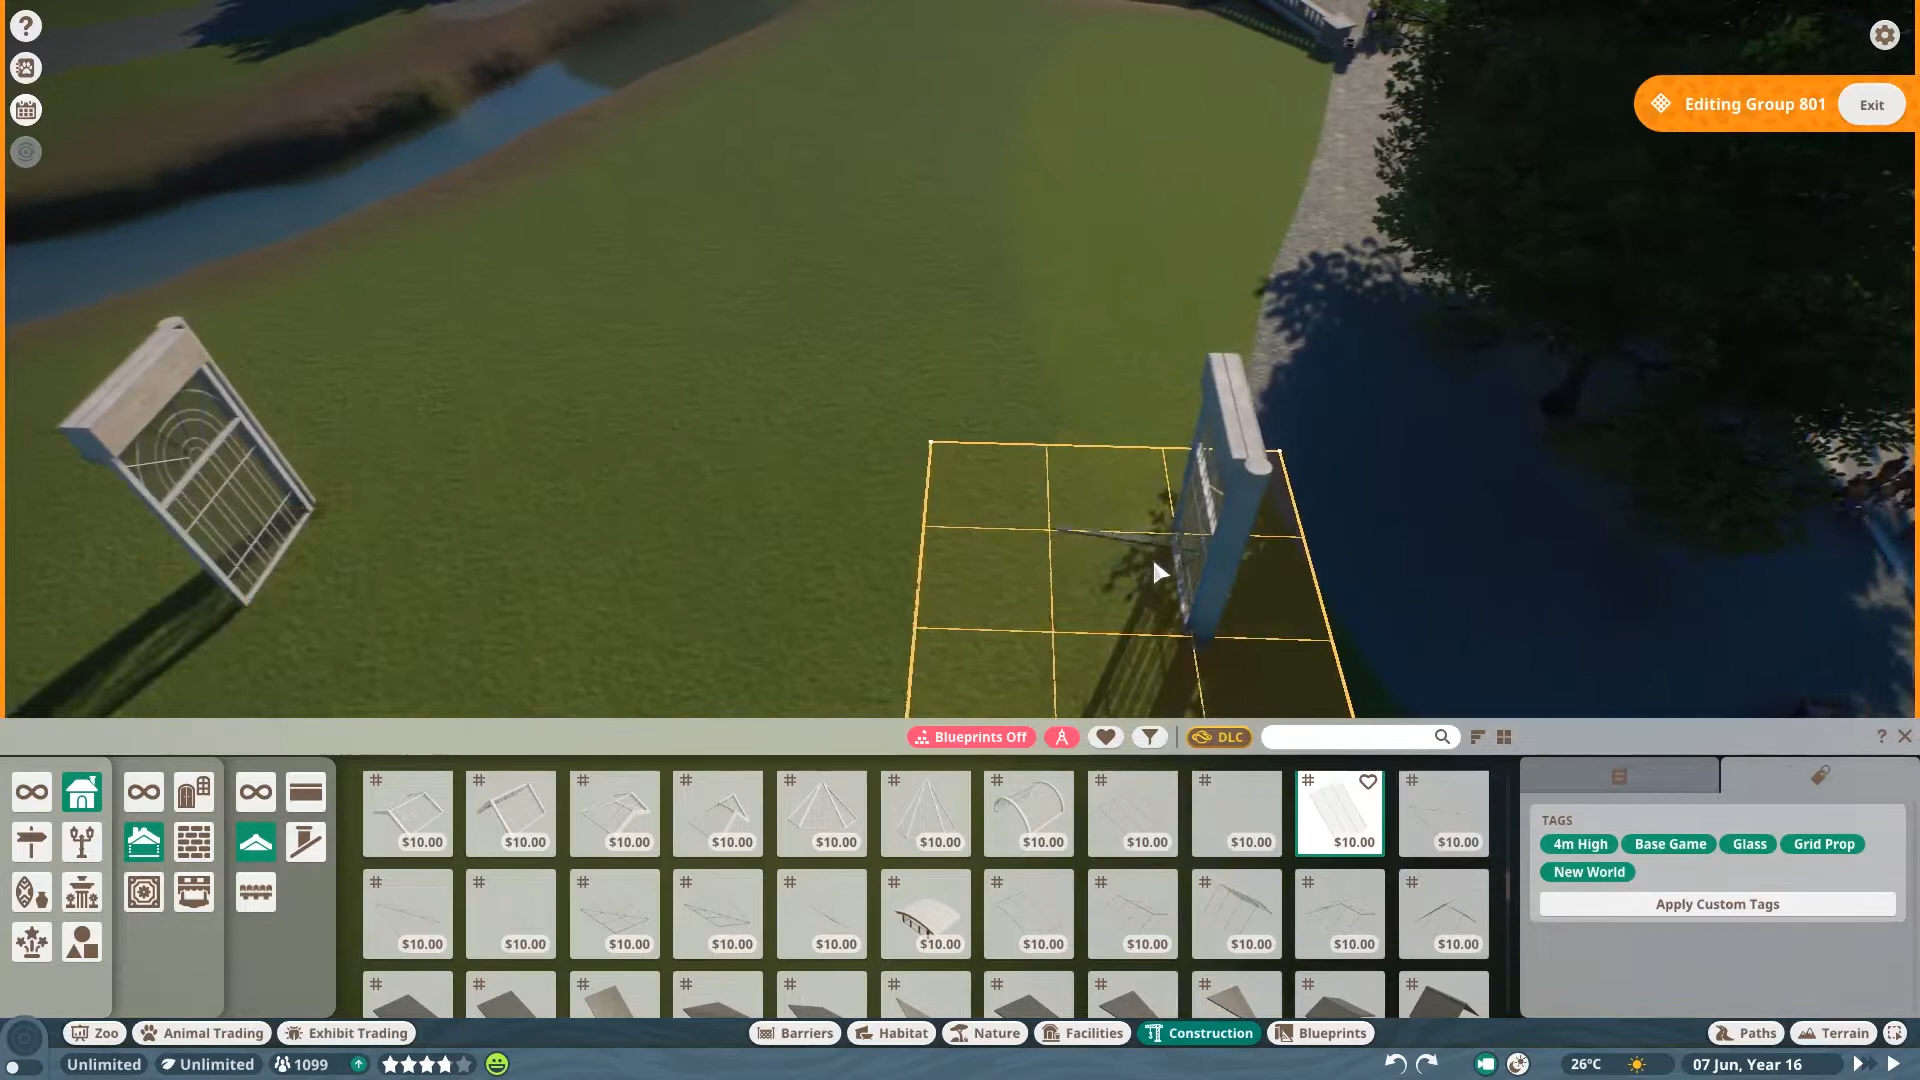 Editing Group 801
Exit
Blueprints Off
DLC
$10.00 $10.00 $10.00 $10.00 $10.00 $10.00 $10.00 $10.00 $10.00 $10.00 $10.00
$10.00 $10.00 $10.00 $10.00 $10.00 $10.00 $10.00 $10.00 $10.00 $10.00 $10.00
TAGS
4m High Base Game Glass Grid Prop
New World
Apply Custom Tags
Zoo Animal Trading Exhibit Trading Barriers Habitat Nature Facilities Construction Blueprints Paths Terrain
Unlimited Unlimited 1099 26°C 07 Jun, Year 16